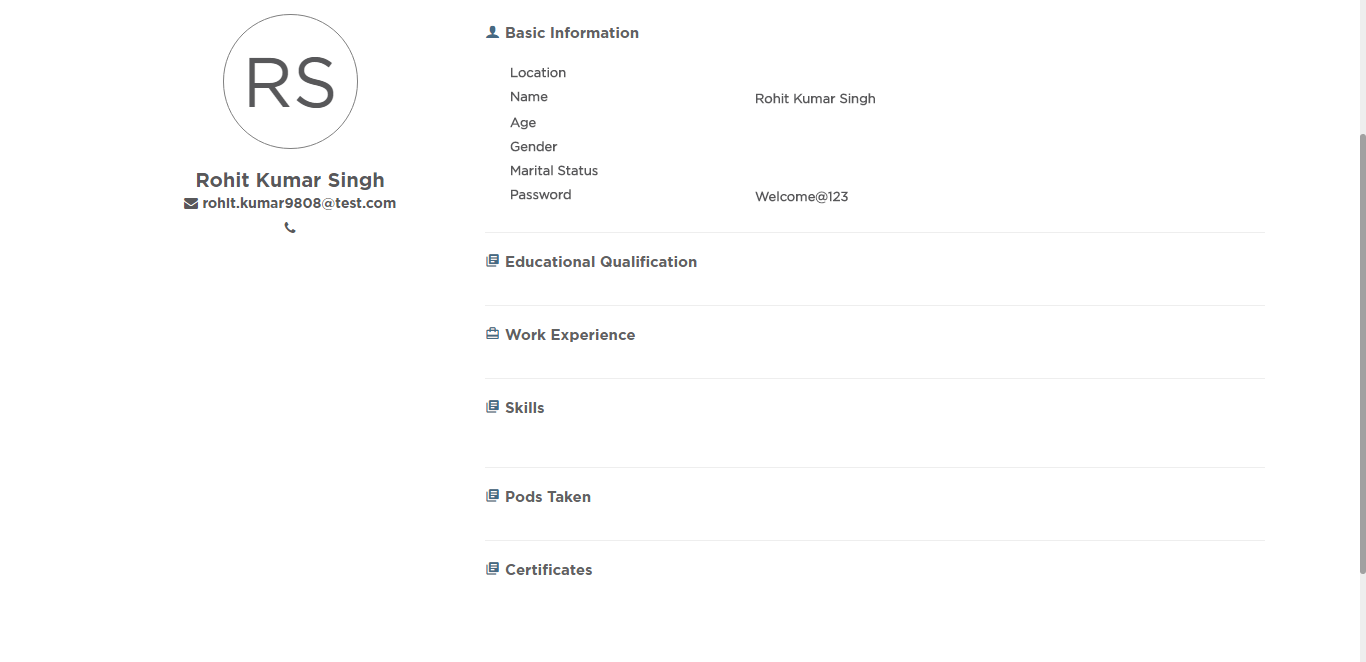 RS
Rohit Kumar Singh
rohit.kumar9808@test.com
Basic Information
Location
Name Rohit Kumar Singh
Age
Gender
Marital Status
Password Welcome@123
Educational Qualification
Work Experience
Skills
Pods Taken
Certificates